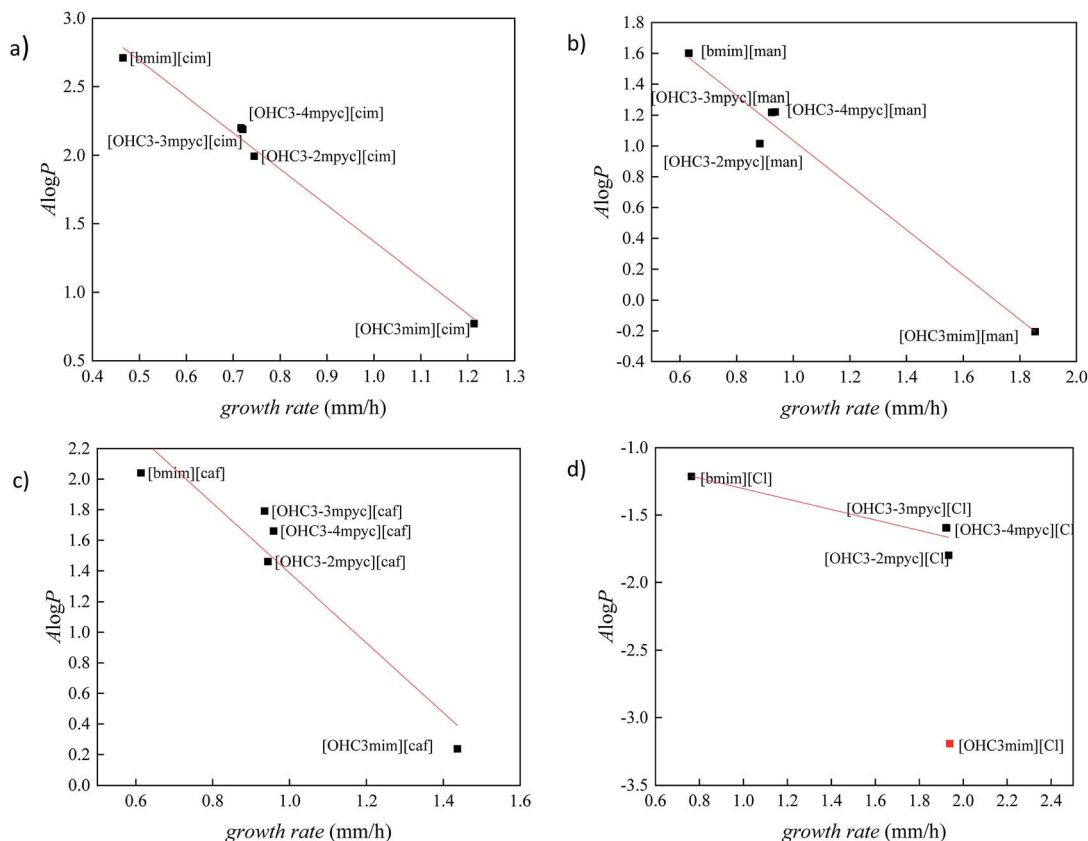 a)
3.0
2.5
2.0
1.5
1.0
0.5
AlogP
[bmim][cim]
[OHC3-4mpyc][cim]
[OHC3-3mpyc][cim]
[OHC3-2mpyc][cim]
[OHC3mim][cim]
0.4 0.5 0.6 0.7 0.8 0.9 1.0 1.1 1.2 1.3
growth rate (mm/h)
b)
1.8
1.6
1.4
1.2
1.0
0.8
0.6
0.4
0.2
0.0
-0.2
-0.4
AlogP
[bmim][man]
[OHC3-3mpyc][man]
[OHC3-4mpyc][man]
[OHC3-2mpyc][man]
[OHC3mim][man]
0.6 0.8 1.0 1.2 1.4 1.6 1.8 2.0
growth rate (mm/h)
c)
2.2
2.0
1.8
1.6
1.4
1.2
1.0
0.8
0.6
0.4
0.2
0.0
AlogP
[bmim][caf]
[OHC3-3mpyc][caf]
[OHC3-4mpyc][caf]
[OHC3-2mpyc][caf]
[OHC3mim][caf]
0.6 0.8 1.0 1.2 1.4 1.6
growth rate (mm/h)
d)
-1.0
-1.5
-2.0
-2.5
-3.0
-3.5
AlogP
[bmim][Cl]
[OHC3-3mpyc][Cl]
[OHC3-4mpyc][Cl
[OHC3-2mpyc][Cl]
[OHC3mim][Cl]
0.6 0.8 1.0 1.2 1.4 1.6 1.8 2.0 2.2 2.4
growth rate (mm/h)